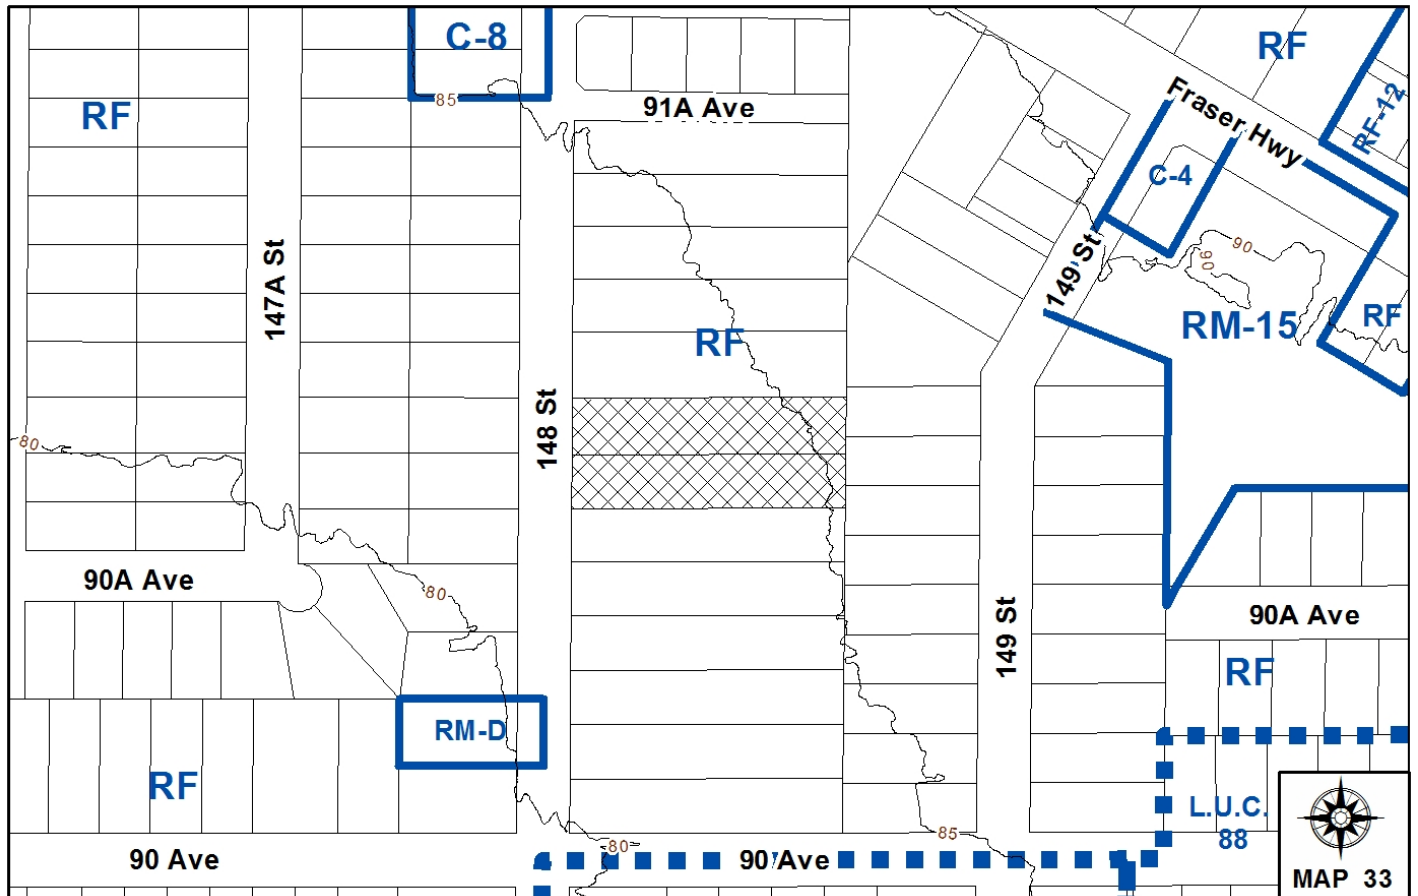 C-8
RF
RF
85
91A Ave
RF-12
Fraser Hwy
C-4
147A St
149 St
90
90
RM-15
RF
RF
148 St
80
90A Ave
80
90A Ave
149 St
RF
RM-D
RF
L.U.C.
88
85
80
90 Ave
90 Ave
MAP 33